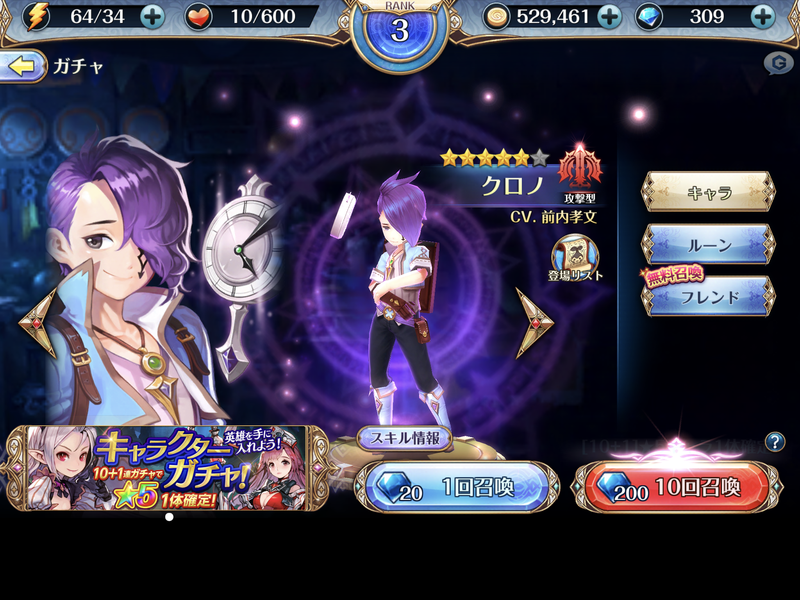 64/34
10/600
RANK
3
529,461
309
ガチャ
G
クロノ
攻撃型
CV. 前内孝文
登場リスト
キャラ
ルーン
無料召喚
フレンド
スキル情報
キャラクター
ガチャ!
英雄を手に
入れよう!
10+1連ガチャで
★5 1体確定!
20 1回召喚
200 10回召喚
?